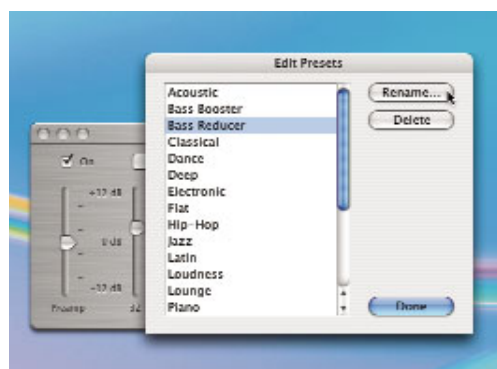 Edit Presets
Acoustic
Bass Booster
Bass Reducer
Classical
Dance
Deep
Electronic
Flat
Hip-Hop
Jazz
Latin
Loudness
Lounge
Piano
Rename...
Delete
Done
On
+12 dB
0 dB
-12 dB
Preamp
32